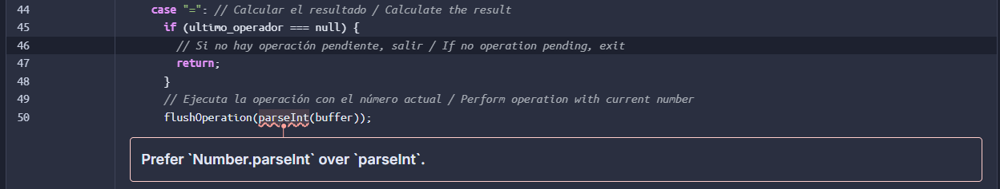 44 case "=": // Calcular el resultado / Calculate the result
45 if (ultimo_operador === null) {
46 // Si no hay operación pendiente, salir / If no operation pending, exit
47 return;
48 }
49 // Ejecuta la operación con el número actual / Perform operation with current number
50 flushOperation(parseInt(buffer));
Prefer `Number.parseInt` over `parseInt`.